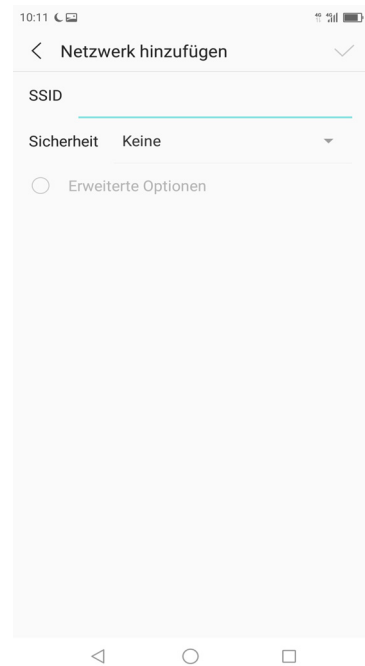 10:11
Netzwerk hinzufügen
SSID
Sicherheit Keine
Erweiterte Optionen